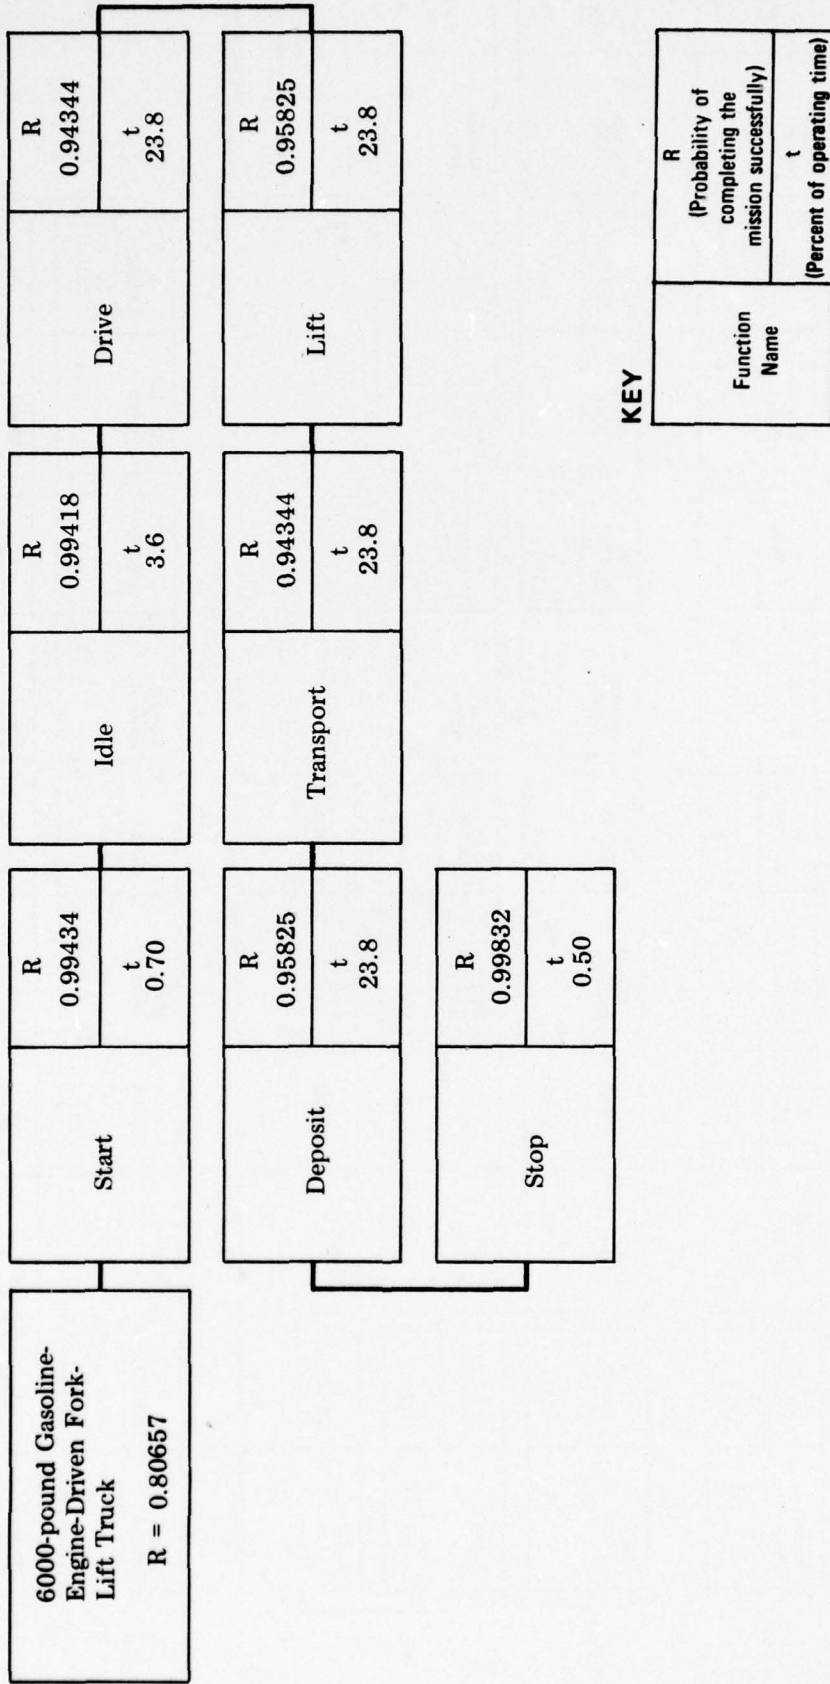 6000-pound Gasoline-
Engine-Driven Fork-
Lift Truck
R = 0.80657
Start
R
0.99434
t
0.70
Idle
R
0.99418
t
3.6
Drive
R
0.94344
t
23.8
Lift
R
0.95825
t
23.8
Transport
R
0.94344
t
23.8
Deposit
R
0.95825
t
23.8
Stop
R
0.99832
t
0.50
KEY
Function
Name
R
(Probability of
completing the
mission successfully)
t
(Percent of operating time)